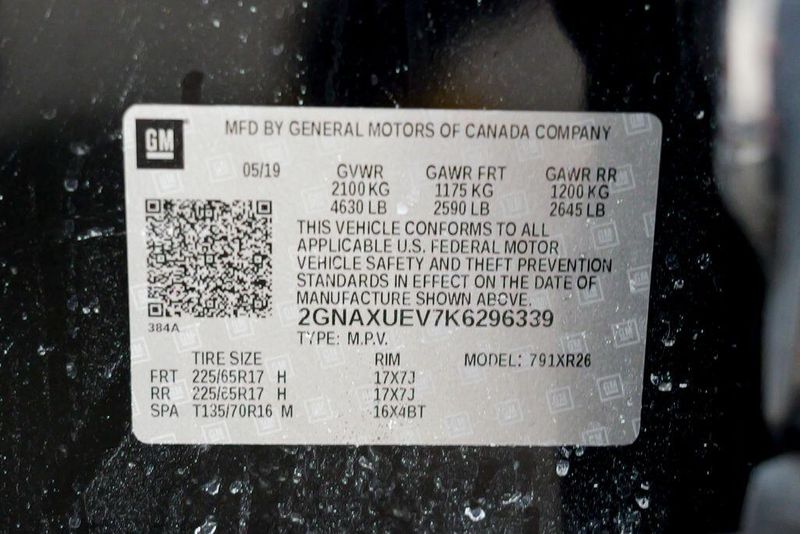 GM
MFD BY GENERAL MOTORS OF CANADA COMPANY
05/19 GVWR GAWR FRT GAWR RR
2100 KG 1175 KG 1200 KG
4630 LB 2590 LB 2645 LB
THIS VEHICLE CONFORMS TO ALL
APPLICABLE U.S. FEDERAL MOTOR
VEHICLE SAFETY AND THEFT PREVENTION
STANDARDS IN EFFECT ON THE DATE OF
MANUFACTURE SHOWN ABOVE.
2GNAXUEV7K6296339
384A
TYPE: M.P.V.
TIRE SIZE RIM MODEL: 791XR26
FRT 225/65R17 H 17X7J
RR 225/65R17 H 17X7J
SPA T135/70R16 M 16X4BT